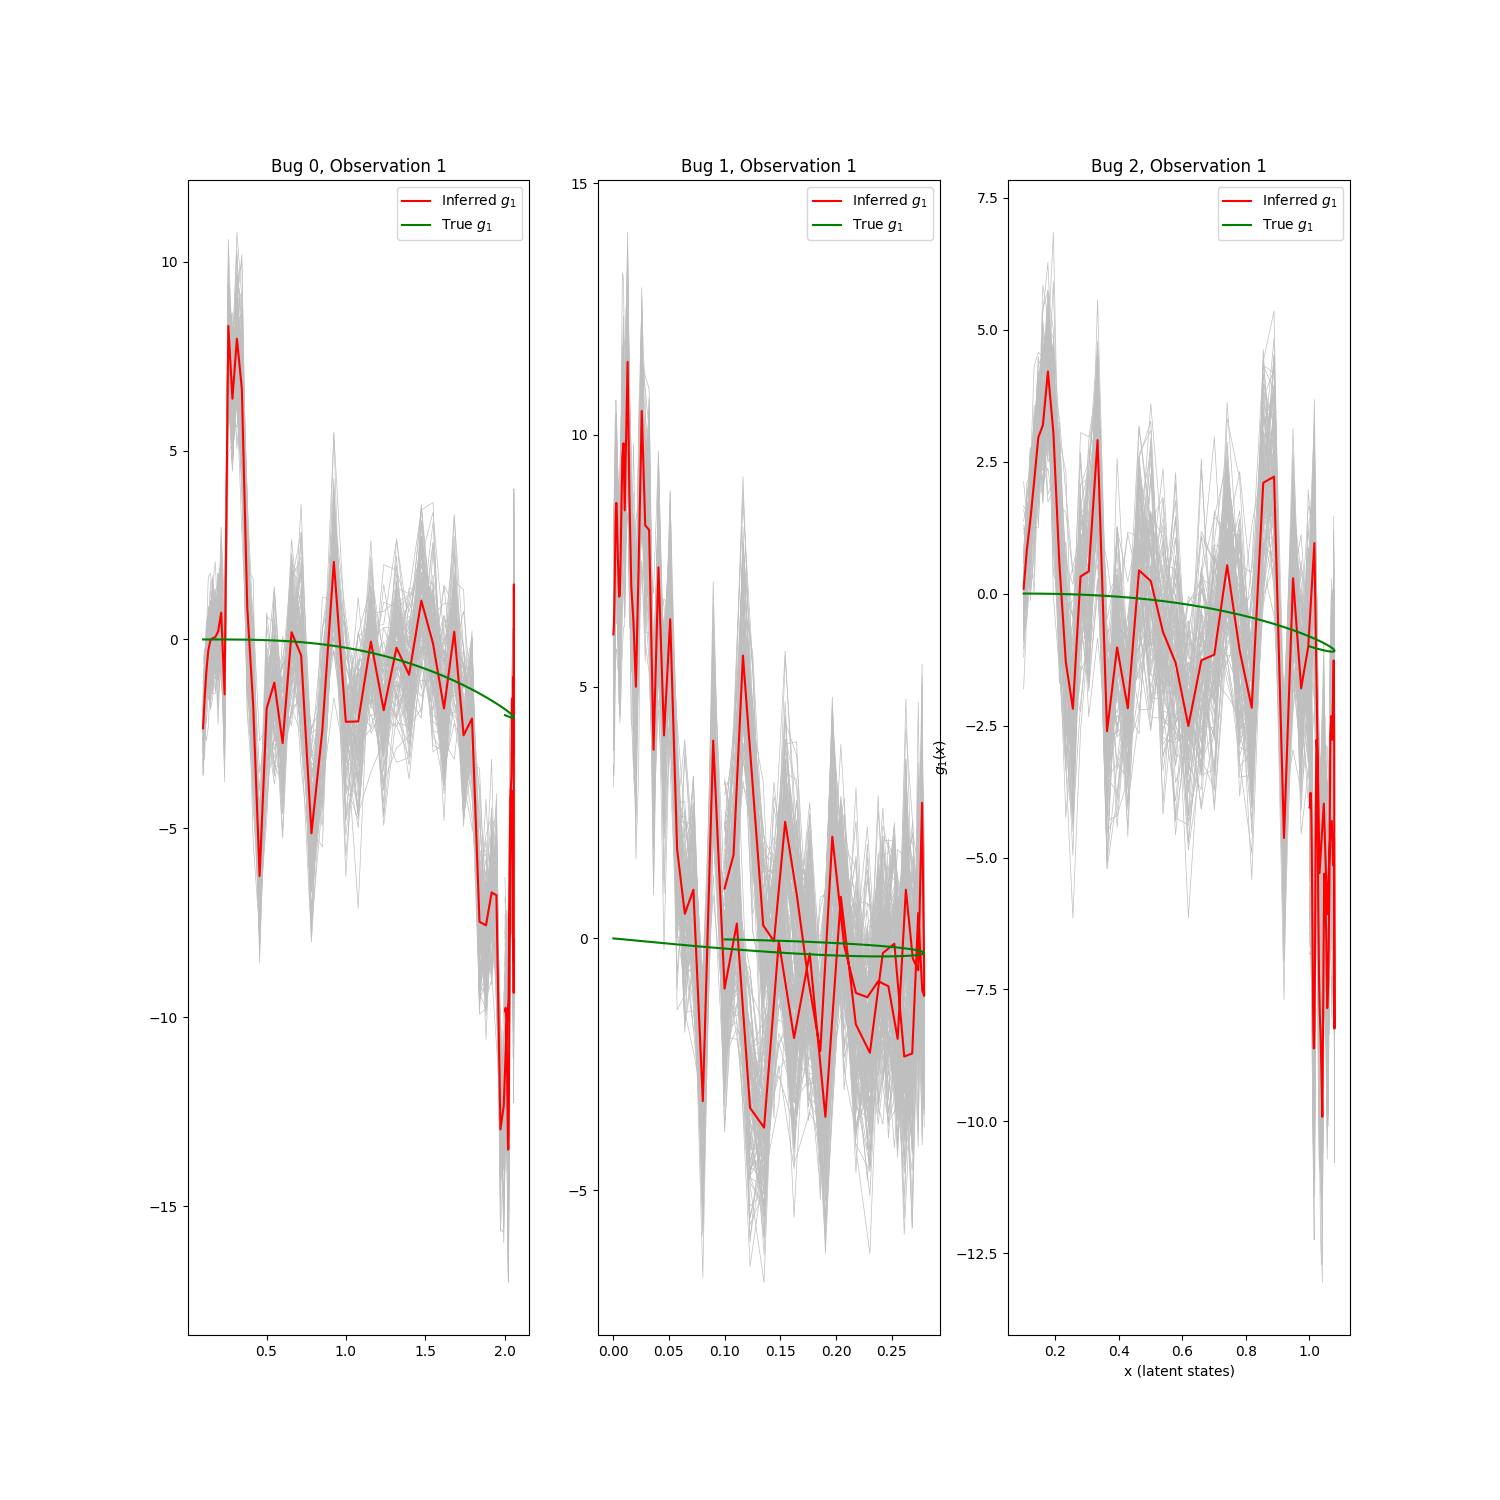 Bug 0, Observation 1
Inferred g₁
True g₁
10
5
0
−5
−10
−15
0.5 1.0 1.5 2.0
Bug 1, Observation 1
Inferred g₁
True g₁
15
10
5
0
−5
0.00 0.05 0.10 0.15 0.20 0.25
Bug 2, Observation 1
Inferred g₁
True g₁
g₁(x)
7.5
5.0
2.5
0.0
−2.5
−5.0
−7.5
−10.0
−12.5
0.2 0.4 0.6 0.8 1.0
x (latent states)